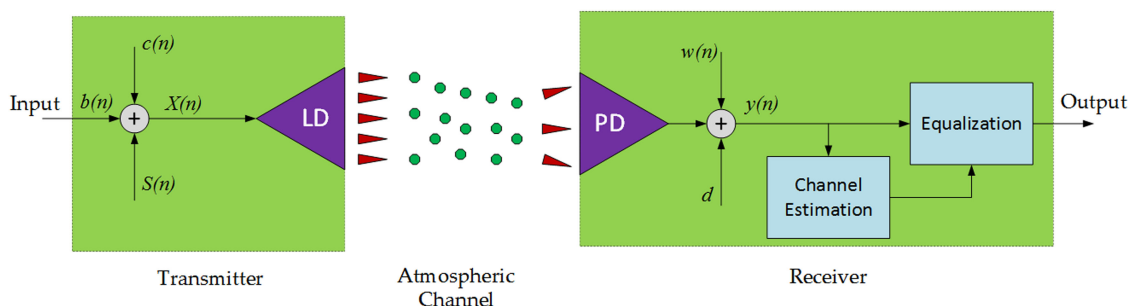 c(n)
Input
b(n)
+
X(n)
LD
S(n)
Transmitter
Atmospheric
Channel
PD
w(n)
+
y(n)
d
Channel
Estimation
Equalization
Output
Receiver